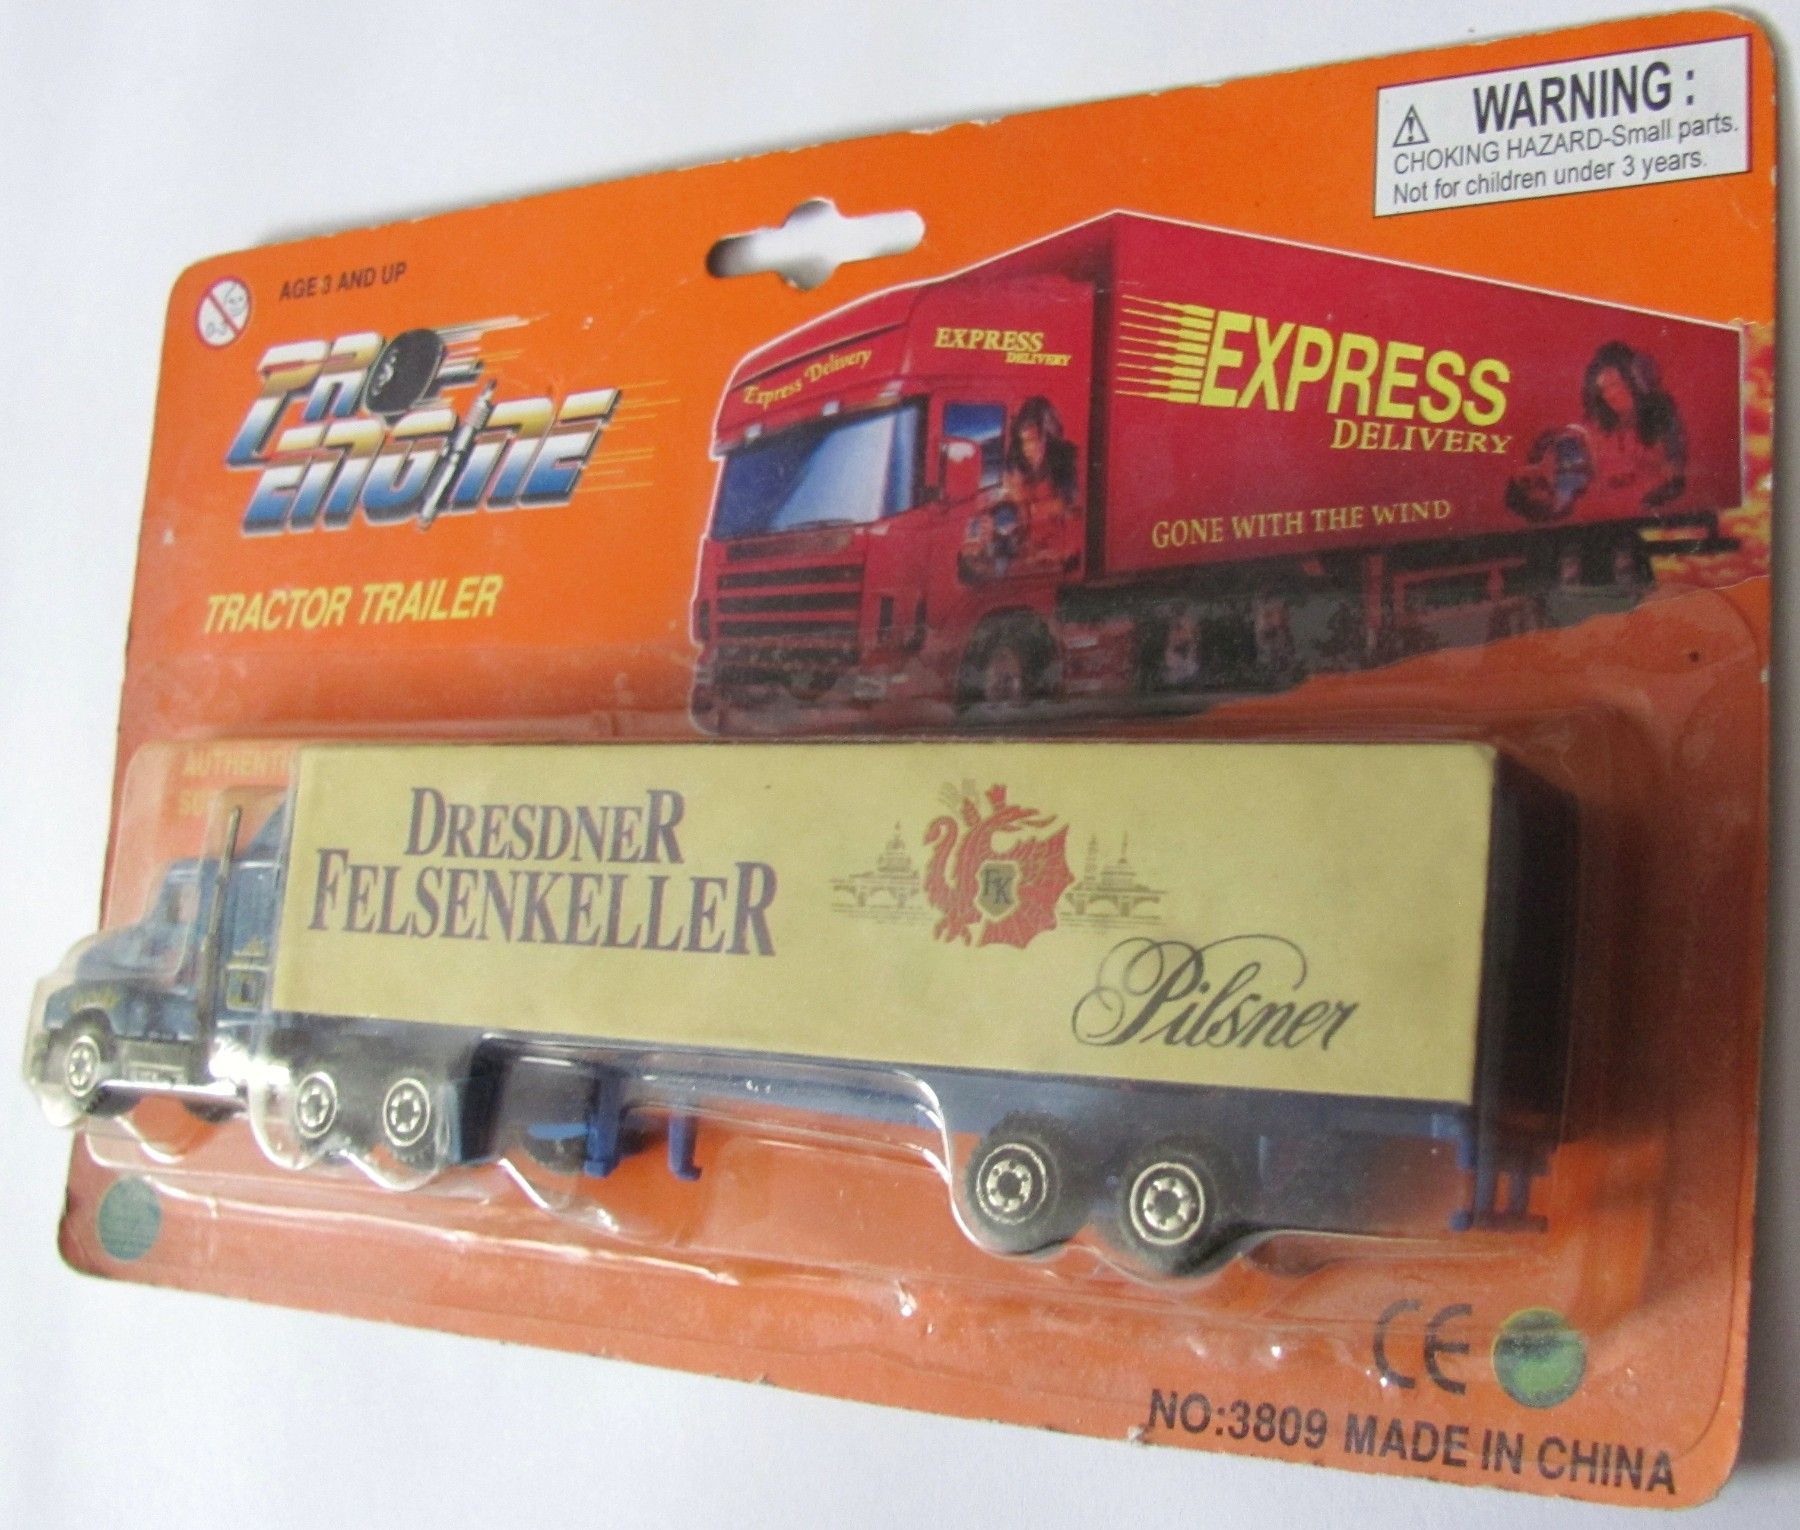 WARNING :
CHOKING HAZARD-Small parts.
Not for children under 3 years.
0-3
AGE 3 AND UP
PRO
ENGINE
TRACTOR TRAILER
Express Delivery
EXPRESS
DELIVERY
EXPRESS
DELIVERY
GONE WITH THE WIND
DRESDNER
FELSENKELLER
FK
Pilsner
CE
NO:3809 MADE IN CHINA